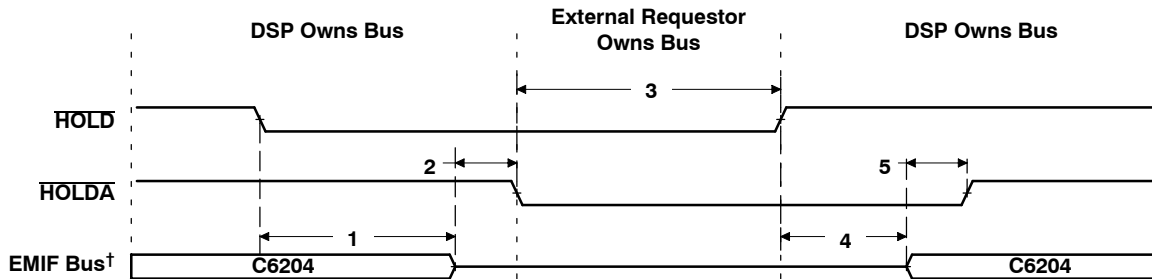 External Requestor
DSP Owns Bus
Owns Bus
DSP Owns Bus
3
HOLD
2
5
HOLDA
1
4
EMIF Bus†
C6204
C6204